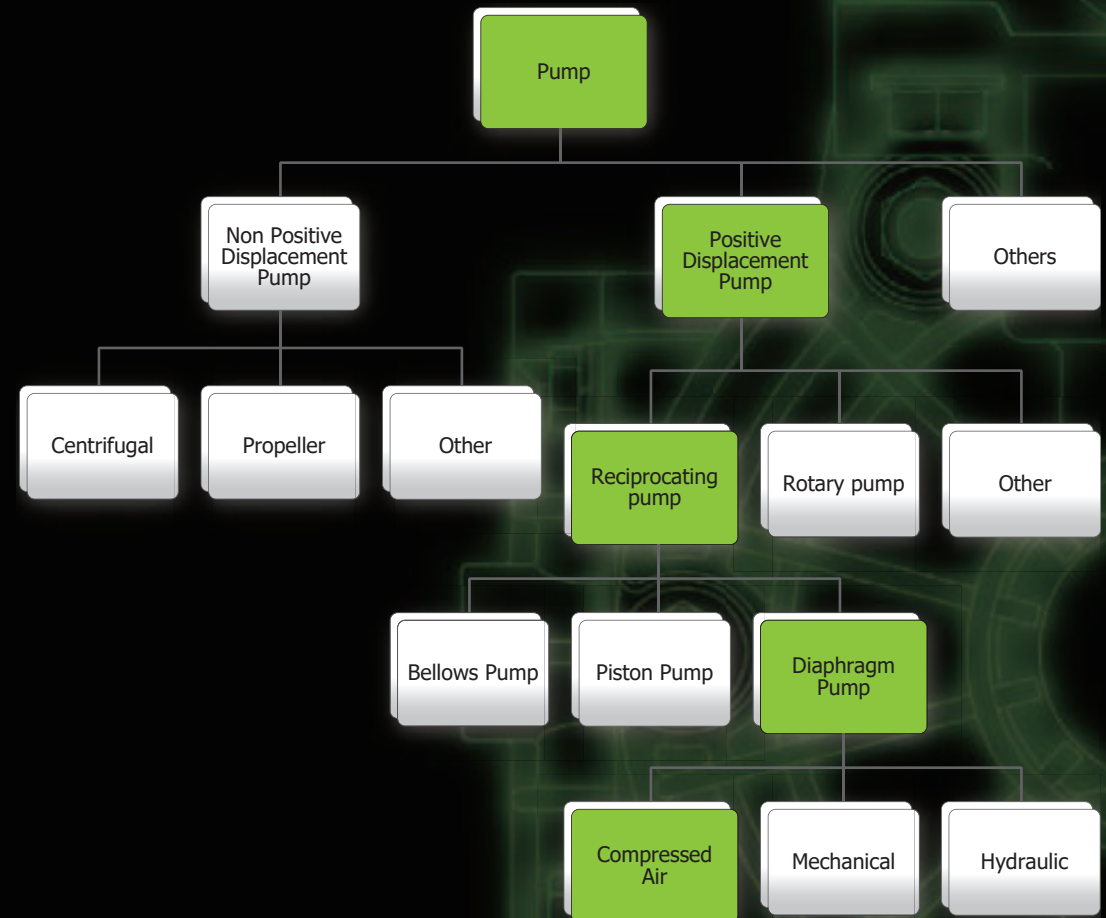 Pump
Non Positive
Displacement
Pump
Positive
Displacement
Pump
Others
Centrifugal
Propeller
Other
Reciprocating
pump
Rotary pump
Other
Bellows Pump
Piston Pump
Diaphragm
Pump
Compressed
Air
Mechanical
Hydraulic